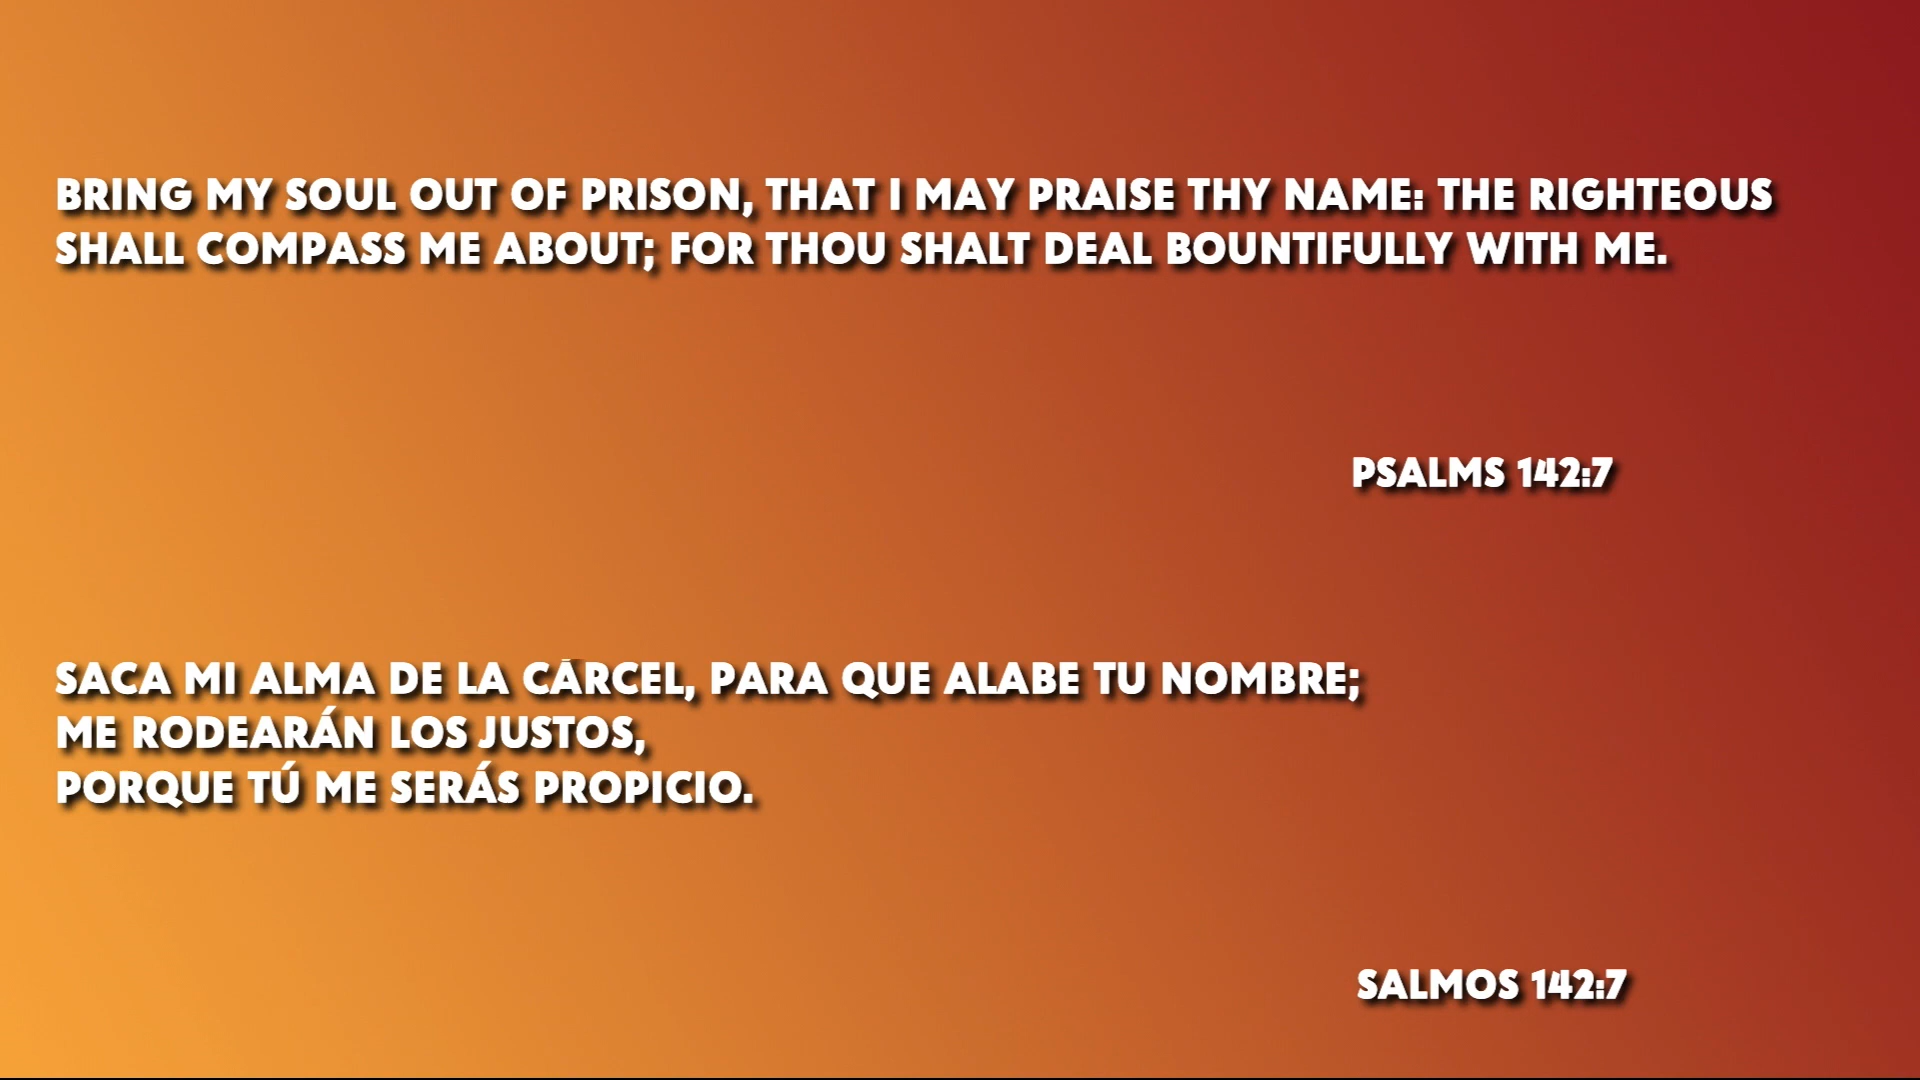 BRING MY SOUL OUT OF PRISON, THAT I MAY PRAISE THY NAME: THE RIGHTEOUS
SHALL COMPASS ME ABOUT; FOR THOU SHALT DEAL BOUNTIFULLY WITH ME.
PSALMS 142:7
SACA MI ALMA DE LA CÁRCEL, PARA QUE ALABE TU NOMBRE;
ME RODEARÁN LOS JUSTOS,
PORQUE TÚ ME SERÁS PROPICIO.
SALMOS 142:7